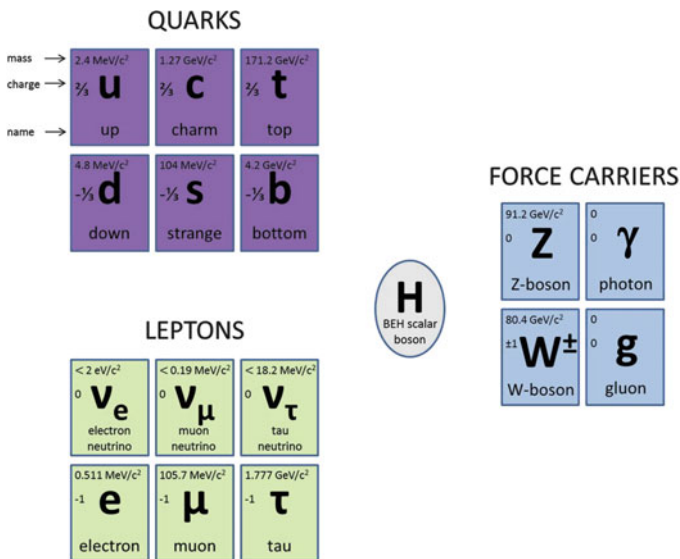 QUARKS
mass
charge
name
2.4 MeV/c²
⅔ u
up
1.27 GeV/c²
⅔ c
charm
171.2 GeV/c²
⅔ t
top
4.8 MeV/c²
-⅓ d
down
104 MeV/c²
-⅓ s
strange
4.2 GeV/c²
-⅓ b
bottom
LEPTONS
< 2 eV/c²
0 νe
electron
neutrino
< 0.19 MeV/c²
0 νμ
muon
neutrino
< 18.2 MeV/c²
0 ντ
tau
neutrino
0.511 MeV/c²
-1 e
electron
105.7 MeV/c²
-1 μ
muon
1.777 GeV/c²
-1 τ
tau
H
BEH scalar
boson
FORCE CARRIERS
91.2 GeV/c²
0 Z
Z-boson
0
0 γ
photon
80.4 GeV/c²
±1 W±
W-boson
0
0 g
gluon